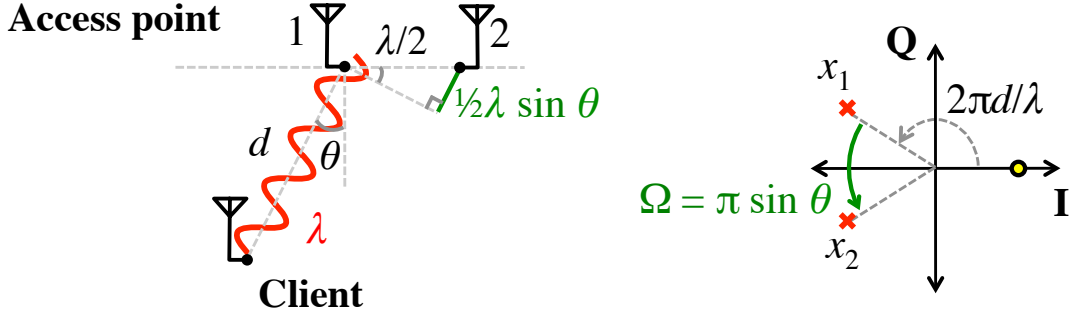 Access point
1
λ/2
2
½λ sin θ
d
θ
λ
Client
Q
x₁
2πd/λ
Ω = π sin θ
I
x₂